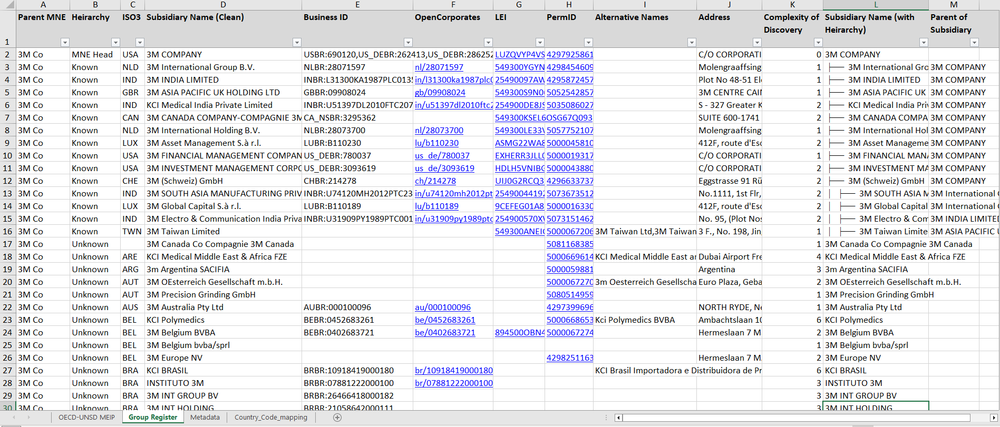 A B C D E F G H I J K L M
1 Parent MNE Heirarchy ISO3 Subsidiary Name (Clean) Business ID OpenCorporates LEI PermID Alternative Names Address Complexity of Discovery Subsidiary Name (with Heirarchy) Parent of Subsidiary
2 3M Co MNE Head USA 3M COMPANY USBR:690120,US_DEBR:262413,US_DEBR:286252 LUZQVYP4VS 4297925861 C/O CORPORATI 0 3M COMPANY
3 3M Co Known NLD 3M International Group B.V. NLBR:28071597 nl/28071597 549300YGYN 4298454609 Molengraaffsing 1 ├── 3M International Gro 3M COMPANY
4 3M Co Known IND 3M INDIA LIMITED INBR:L31300KA1987PLC013 in/l31300ka1987plc0 25490097AW 4295872457 Plot No 48-51 El 1 ├── 3M INDIA LIMITED 3M COMPANY
5 3M Co Known GBR 3M ASIA PACIFIC UK HOLDING LTD GBBR:09908024 gb/09908024 549300S9N0 5052542857 3M CENTRE CAI 1 ├── 3M ASIA PACIFIC UK 3M COMPANY
6 3M Co Known IND KCI Medical India Private Limited INBR:U51397DL2010FTC207 in/u51397dl2010ftc2 254900DE8JS 5035086027 S - 327 Greater K 2 ├── KCI Medical India Pri 3M COMPANY
7 3M Co Known CAN 3M CANADA COMPANY-COMPAGNIE 3M CA_NSBR:3295362 549300KSEL6OSG67Q093 SUITE 600-1741 2 ├── 3M CANADA COMPA 3M COMPANY
8 3M Co Known NLD 3M International Holding B.V. NLBR:28073700 nl/28073700 549300LE33 5057752107 Molengraaffsing 2 ├── 3M International Hol 3M COMPANY
9 3M Co Known LUX 3M Asset Management S.à r.l. LUBR:B110230 lu/b110230 ASMG22WA8 5000045810 412F, route d'Esc 2 ├── 3M Asset Manageme 3M COMPANY
10 3M Co Known USA 3M FINANCIAL MANAGEMENT COMPAN US_DEBR:780037 us_de/780037 EXHERR3JLL 5000019317 C/O CORPORATI 1 ├── 3M FINANCIAL MAN 3M COMPANY
11 3M Co Known USA 3M INVESTMENT MANAGEMENT CORPO US_DEBR:3093619 us_de/3093619 HDLH5VNIBG 5000043880 C/O CORPORATI 2 ├── 3M INVESTMENT MA 3M COMPANY
12 3M Co Known CHE 3M (Schweiz) GmbH CHBR:214278 ch/214278 UIJ0G2RCQ3 4296633737 Eggstrasse 91 Rü 2 ├── 3M (Schweiz) GmbH 3M COMPANY
13 3M Co Known IND 3M SOUTH ASIA MANUFACTURING PRIV INBR:U74120MH2012PTC23 in/u74120mh2012pt 2549004419 5073673512 No.1111, 1st Flr, 2 │ ├── 3M SOUTH ASIA M 3M International
14 3M Co Known LUX 3M Global Capital S.à r.l. LUBR:B110189 lu/b110189 9CEFEG01A8 5000016330 412F, route d'Esc 2 │ ├── 3M Global Capital 3M International
15 3M Co Known IND 3M Electro & Communication India Priva INBR:U31909PY1989PTC001 in/u31909py1989ptc 254900570X 5073151462 No. 95, (Plot Nos 2 │ ├── 3M Electro & Com 3M INDIA LIMITED
16 3M Co Known TWN 3M Taiwan Limited 549300ANEI 5000067206 3M Taiwan Ltd,3M Taiwan 3 F., No. 198, Jin 1 │ ├── 3M Taiwan Limite 3M ASIA PACIFIC
17 3M Co Unknown 3M Canada Co Compagnie 3M Canada 5081168385 1 3M Canada Co Compagnie 3M Canada
18 3M Co Unknown ARE KCI Medical Middle East & Africa FZE 5000669614 KCI Medical Middle East ar Dubai Airport Fre 4 KCI Medical Middle East & Africa FZE
19 3M Co Unknown ARG 3m Argentina SACIFIA 5000059881 Argentina 3 3m Argentina SACIFIA
20 3M Co Unknown AUT 3M OEsterreich Gesellschaft m.b.H. 5000067270 3m Oesterreich Gesellscha Euro Plaza, Geba 2 3M OEsterreich Gesellschaft m.b.H.
21 3M Co Unknown AUT 3M Precision Grinding GmbH 5080514959 1 3M Precision Grinding GmbH
22 3M Co Unknown AUS 3M Australia Pty Ltd AUBR:000100096 au/000100096 4297399696 NORTH RYDE, Ne 1 3M Australia Pty Ltd
23 3M Co Unknown BEL KCI Polymedics BEBR:0452683261 be/0452683261 5000668653 Kci Polymedics BVBA Ambachtslaan 10 6 KCI Polymedics
24 3M Co Unknown BEL 3M Belgium BVBA BEBR:0402683721 be/0402683721 894500OBN4 5000067274 Hermeslaan 7 M 2 3M Belgium BVBA
25 3M Co Unknown BEL 3M Belgium bvba/sprl 1 3M Belgium bvba/sprl
26 3M Co Unknown BEL 3M Europe NV 4298251163 Hermeslaan 7 M 2 3M Europe NV
27 3M Co Unknown BRA KCI BRASIL BRBR:10918419000180 br/10918419000180 KCI Brasil Importadora e Distribuidora de Pr 6 KCI BRASIL
28 3M Co Unknown BRA INSTITUTO 3M BRBR:07881222000100 br/07881222000100 3 INSTITUTO 3M
29 3M Co Unknown BRA 3M INT GROUP BV BRBR:26466418000182 3 3M INT GROUP BV
30 3M Co Unknown BRA 3M INT HOLDING BRBR:21058642000111 3 3M INT HOLDING
OECD-UNSD MEIP Group Register Metadata Country_Code_mapping